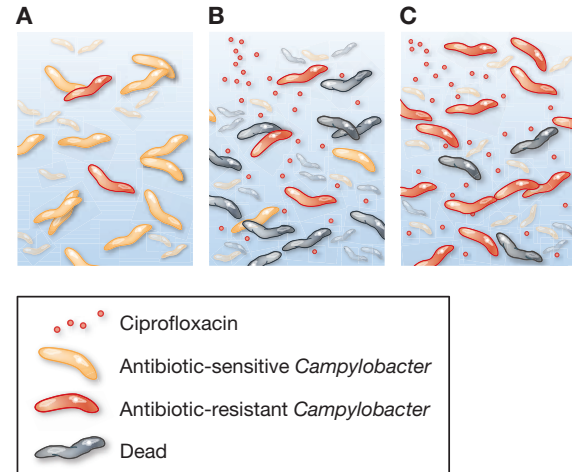 A
B
C
Ciprofloxacin
Antibiotic-sensitive Campylobacter
Antibiotic-resistant Campylobacter
Dead